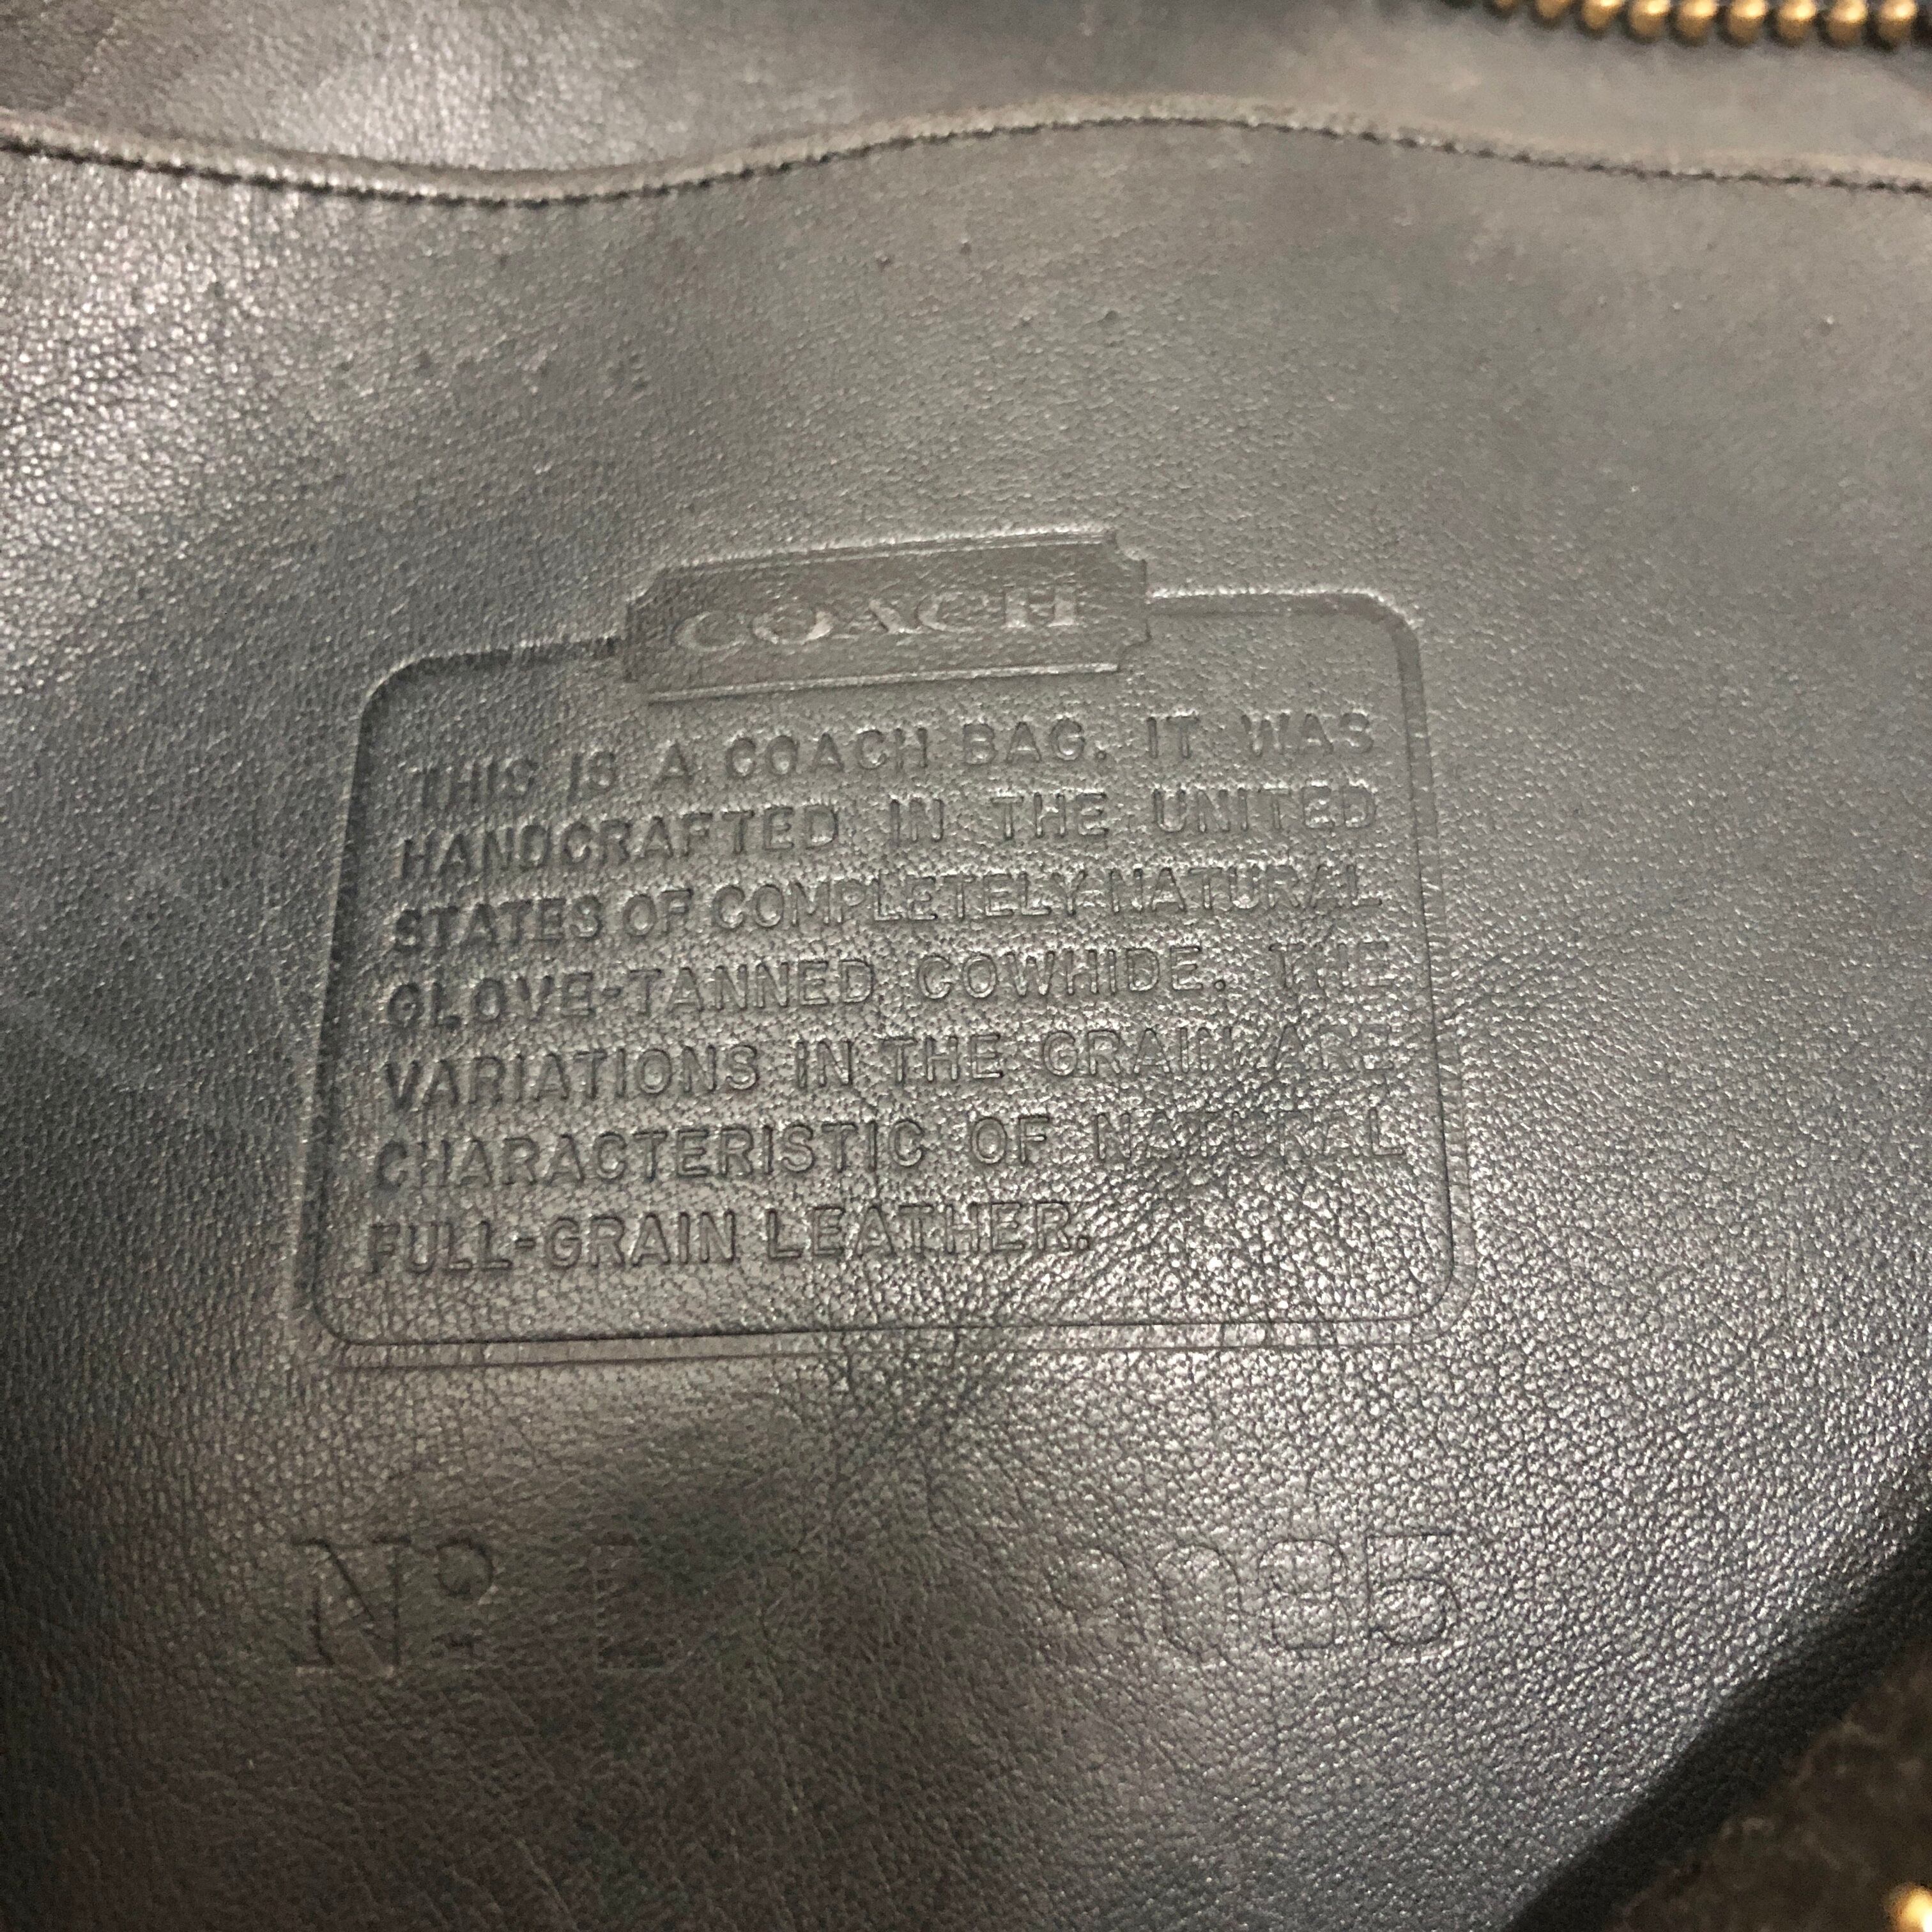 COACH
THIS IS A COACH BAG. IT WAS
HANDCRAFTED IN THE UNITED
STATES OF COMPLETELY NATURAL
GLOVE-TANNED COWHIDE. THE
VARIATIONS IN THE GRAIN ARE
CHARACTERISTIC OF NATURAL
FULL-GRAIN LEATHER.
Nº